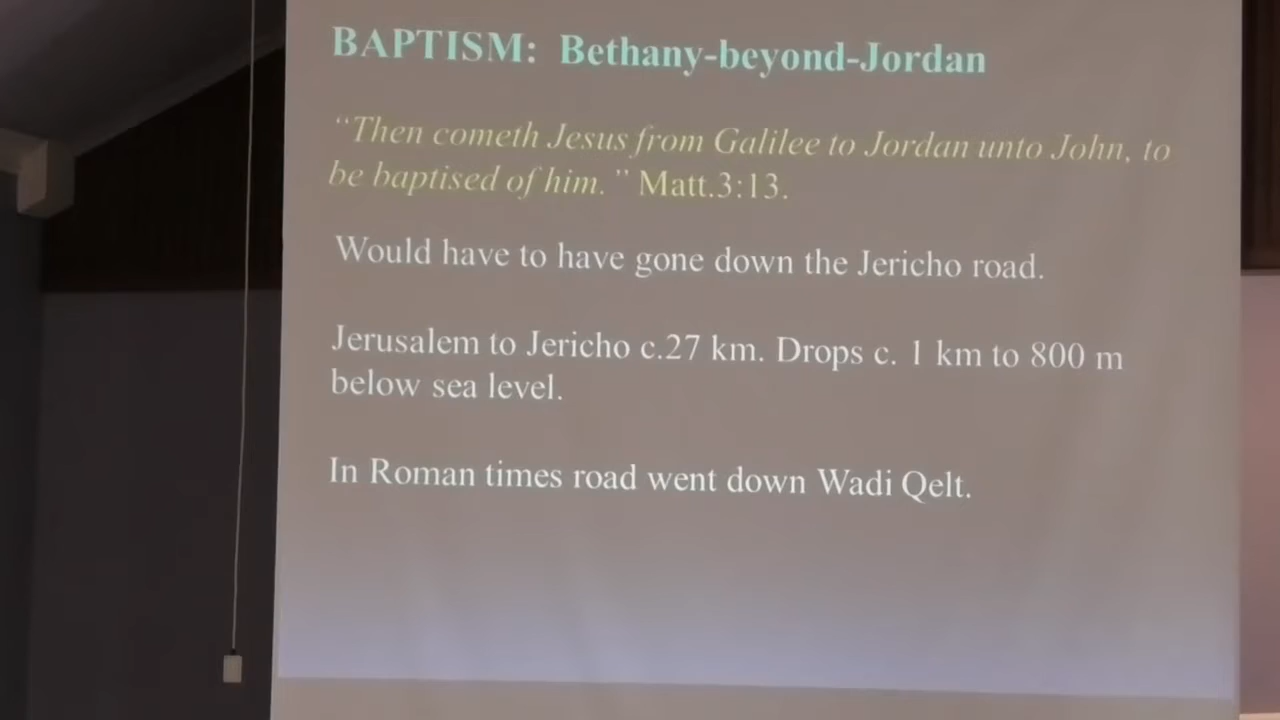 BAPTISM: Bethany-beyond-Jordan
“Then cometh Jesus from Galilee to Jordan unto John, to
be baptised of him.” Matt.3:13.
Would have to have gone down the Jericho road.
Jerusalem to Jericho c.27 km. Drops c. 1 km to 800 m
below sea level.
In Roman times road went down Wadi Qelt.